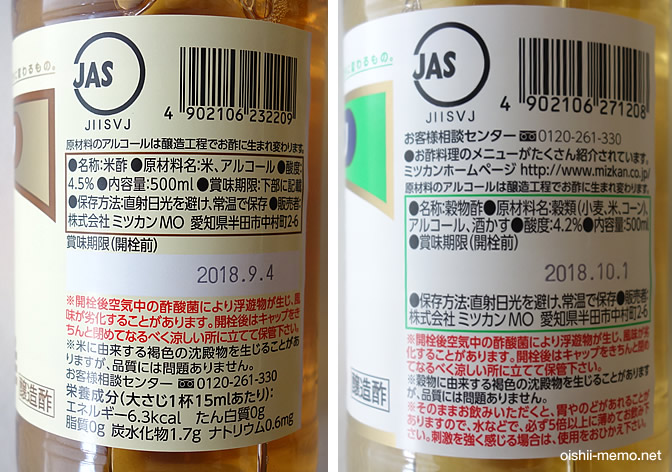 JAS
JIISVJ
4 902106 232209
原材料のアルコールは醸造工程でお酢に生まれ変わります。
●名称:米酢●原材料名:米、アルコール●酸度:
4.5%●内容量:500ml●賞味期限:下部に記載
●保存方法:直射日光を避け、常温で保存●販売者:
株式会社 ミツカンMO 愛知県半田市中村町2-6
賞味期限(開栓前)
2018.9.4
※開栓後空気中の酢酸菌により浮遊物が生じ、風
味が劣化することがあります。開栓後はキャップをき
ちんと閉めてなるべく涼しい所に立てて保管下さい。
※米に由来する褐色の沈殿物を生じることがあ
りますが、品質には問題ありません。
お客様相談センター 0120-261-330
栄養成分(大さじ1杯15mlあたり):
エネルギー6.3kcal たん白質0g
脂質0g 炭水化物1.7g ナトリウム0.6mg
醸造酢
JAS
JIISVJ
4 902106 271208
お客様相談センター 0120-261-330
●お酢料理のメニューがたくさん紹介されています。
ミツカンホームページ http://www.mizkan.co.jp/
原材料のアルコールは醸造工程でお酢に生まれ変わります。
●名称:穀物酢●原材料名:穀類(小麦、米、コーン)、
アルコール、酒かす●酸度:4.2%●内容量:500ml
●賞味期限(開栓前)
2018.10.1
●保存方法:直射日光を避け、常温で保存●販売者:
株式会社 ミツカンMO 愛知県半田市中村町2-6
※開栓後空気中の酢酸菌により浮遊物が生じ、風味が劣
化することがあります。開栓後はキャップをきちんと閉めて
なるべく涼しい所に立てて保管下さい。
※穀物に由来する褐色の沈殿物を生じることがありますが、
品質には問題ありません。
※そのままお飲みいただくと、胃やのどがあれることが
ありますので、水などで、必ず5倍以上に薄めてお飲み下
さい。刺激を強く感じる場合は、使用をおひかえ下さい。
醸造酢
oishii-memo.net